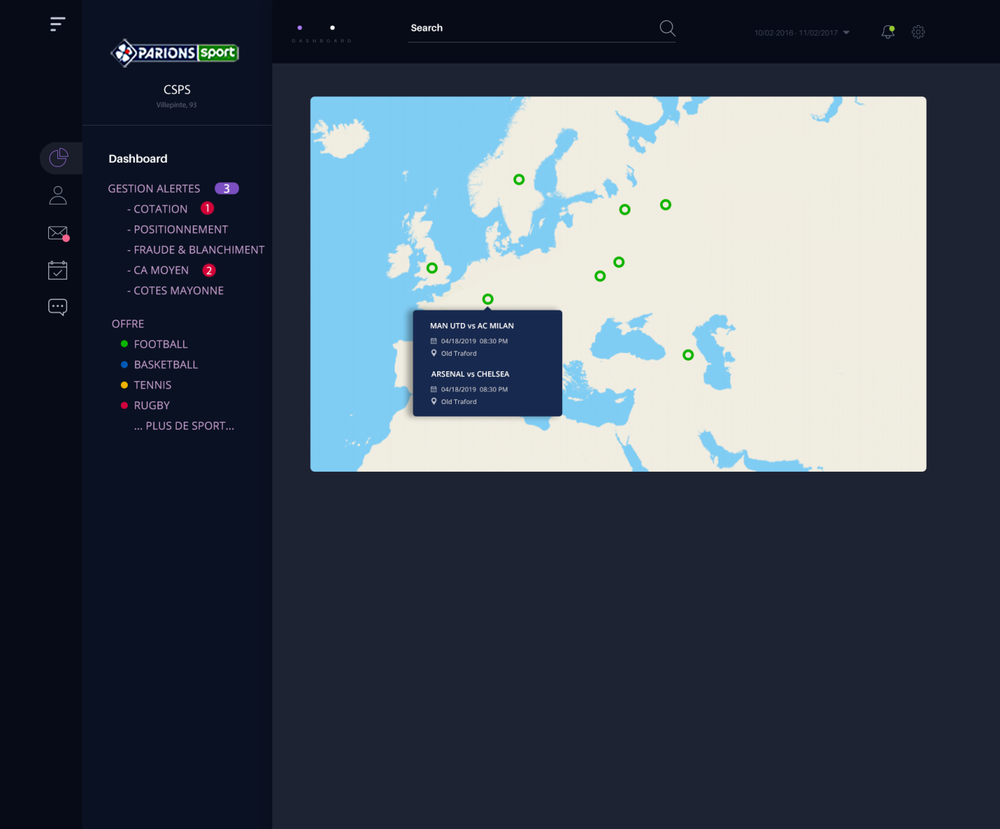 PARIONS sport
CSPS
Villepinte, 93
Dashboard
GESTION ALERTES 3
- COTATION 1
- POSITIONNEMENT
- FRAUDE & BLANCHIMENT
- CA MOYEN 2
- COTES MAYONNE
OFFRE
FOOTBALL
BASKETBALL
TENNIS
RUGBY
... PLUS DE SPORT...
DASHBOARD
Search
10/02-2016 - 11/02/2017
MAN UTD vs AC MILAN
04/18/2019 08:30 PM
Old Traford
ARSENAL vs CHELSEA
04/18/2019 08:30 PM
Old Traford